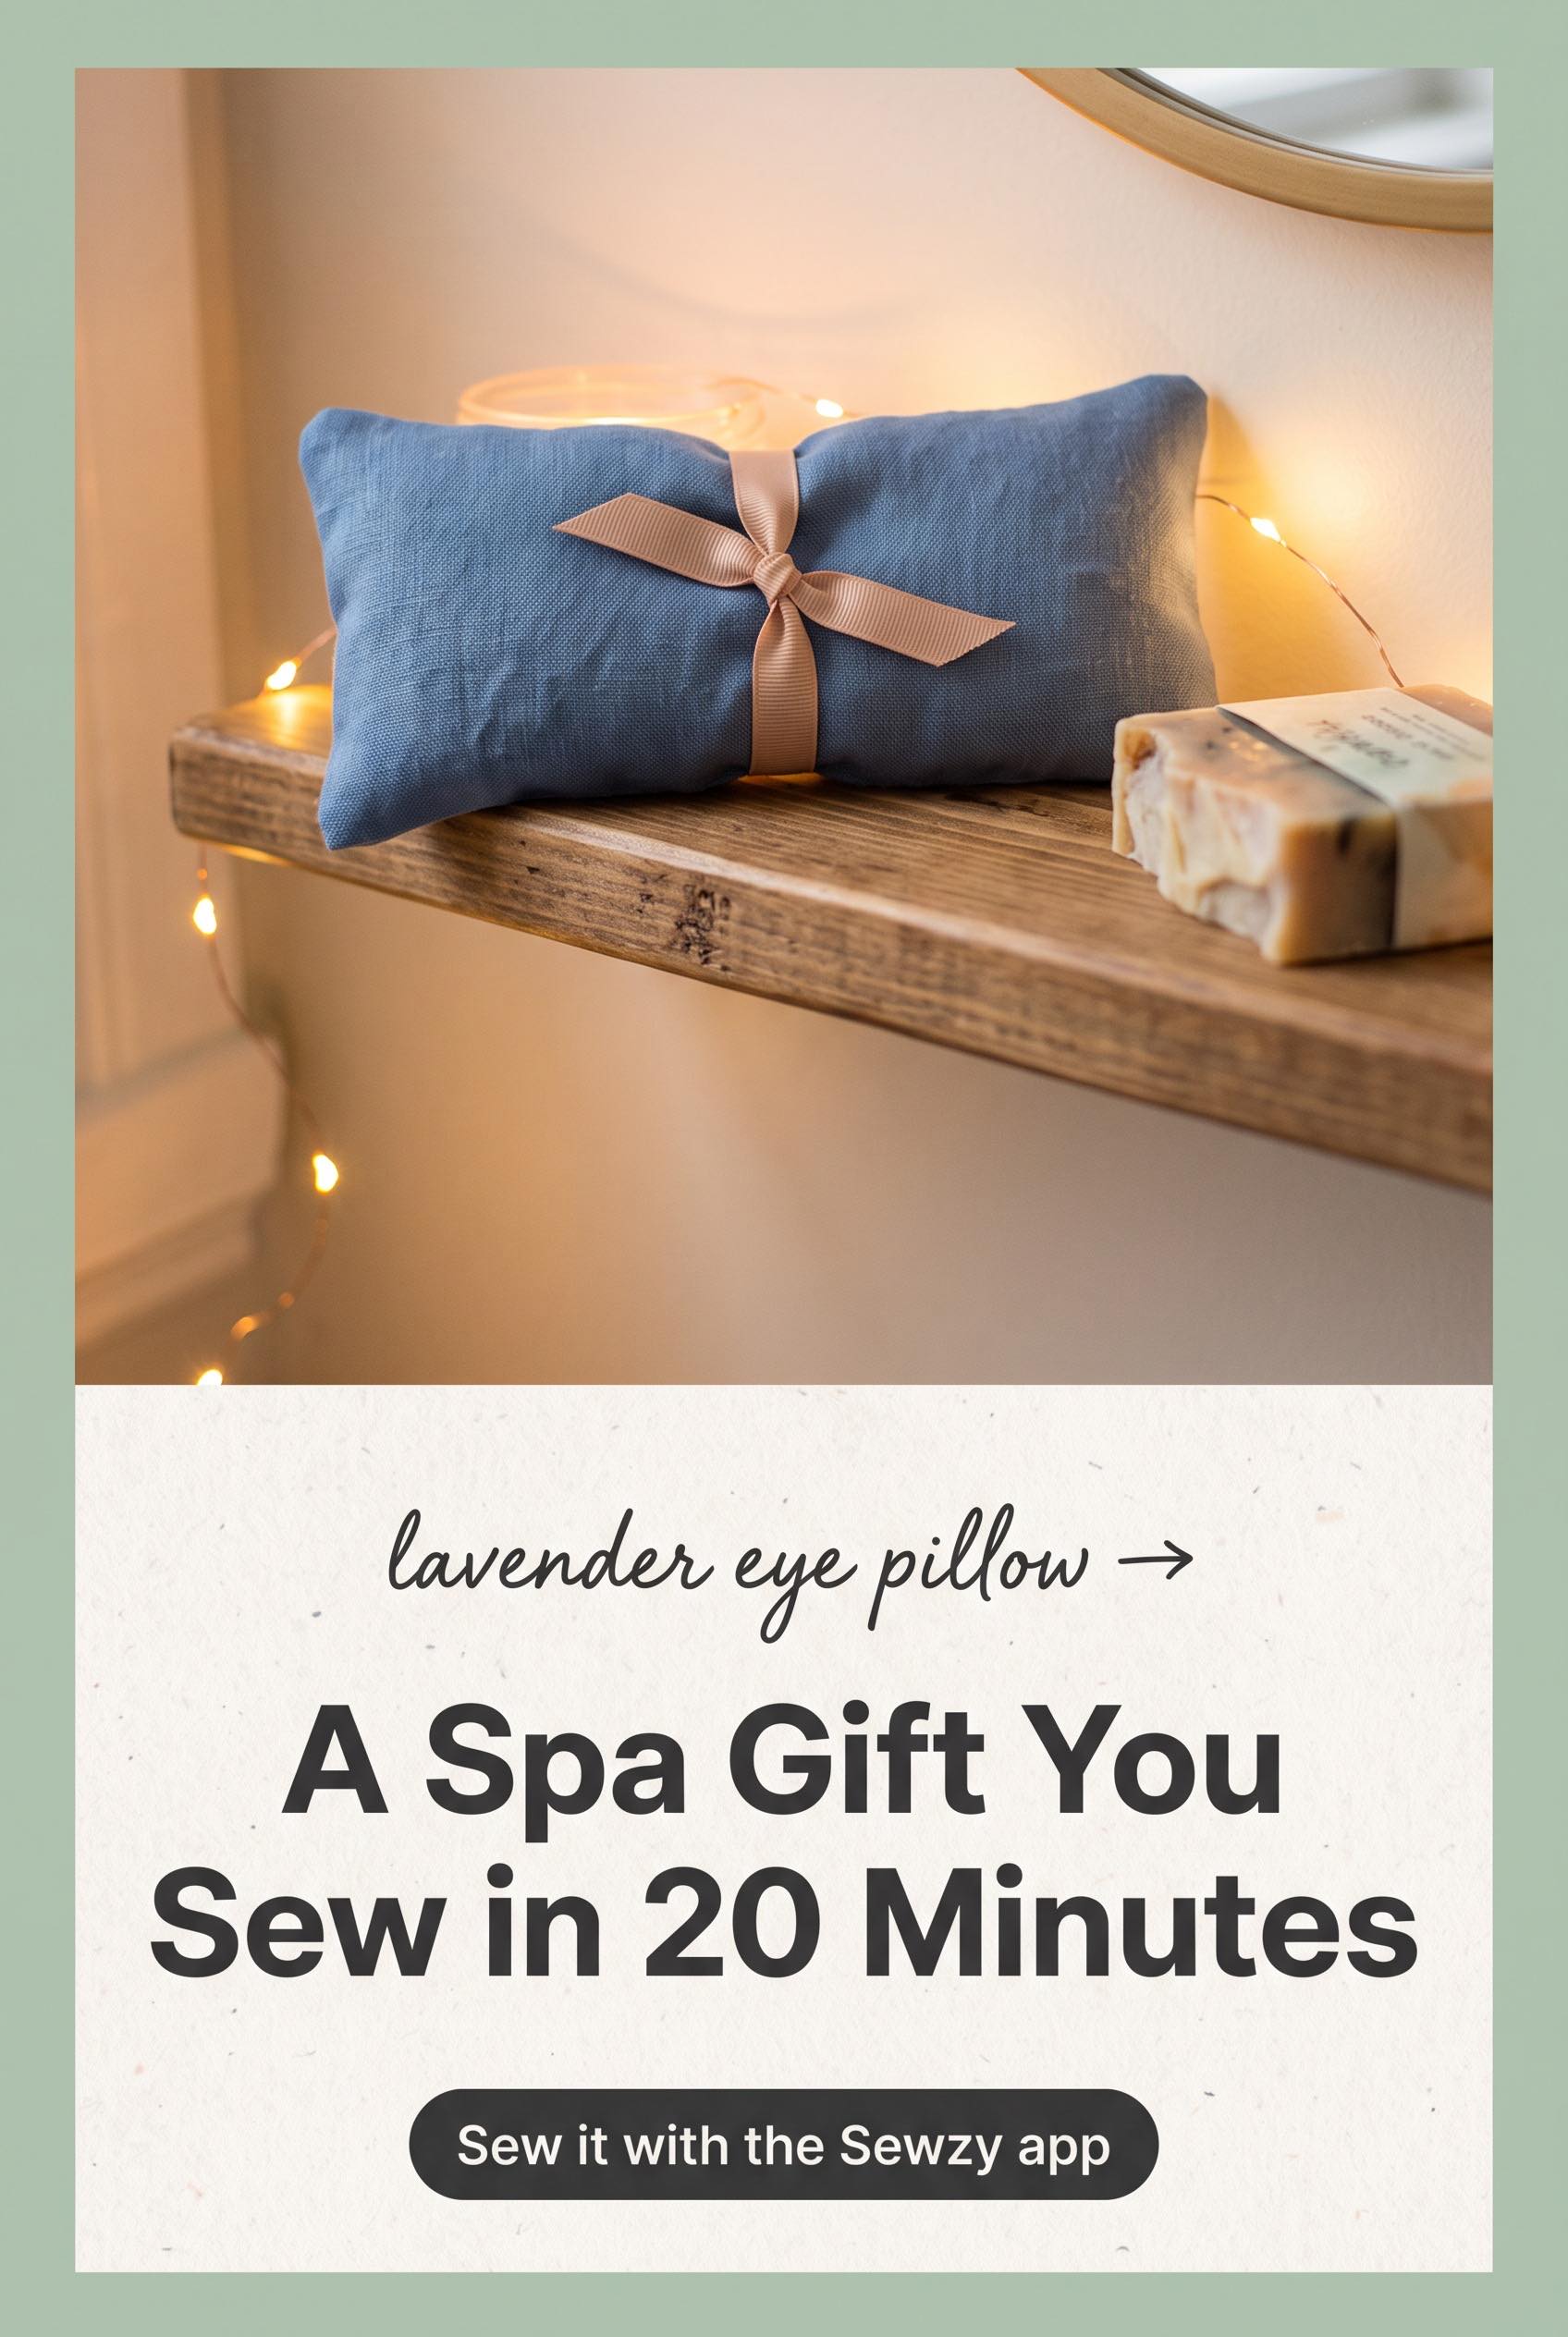 lavender eye pillow →
A Spa Gift You
Sew in 20 Minutes
Sew it with the Sewzy app